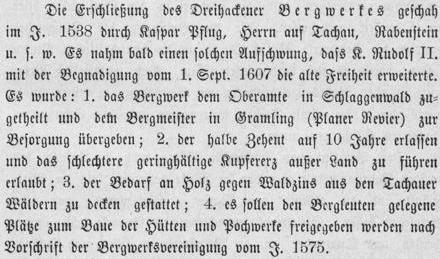 Die Erschließung des Dreihackener Bergwerkes geschah
im J. 1538 durch Kaspar Pflug, Herrn auf Tachau, Rabenstein
u. s. w. Es nahm bald einen solchen Aufschwung, dafs K. Rudolf II.
mit der Begnadigung vom 1. Sept. 1607 die alte Freiheit erweiterte.
Es wurde: 1. das Bergwerk dem Oberamte in Schlaggenwald zu-
getheilt und dem Bergmeister in Gramling (Planer Revier) zur
Besorgung übergeben; 2. der halbe Zehent auf 10 Jahre erlassen
und das schlechtere geringhältige Kupfererz außer Land zu führen
erlaubt; 3. der Bedarf an Holz gegen Waldzins aus den Tachauer
Wäldern zu decken gestattet; 4. es sollen den Bergleuten gelegene
Plätze zum Baue der Hütten und Pochwerke freigegeben werden nach
Vorschrift der Bergwerksvereinigung vom J. 1575.